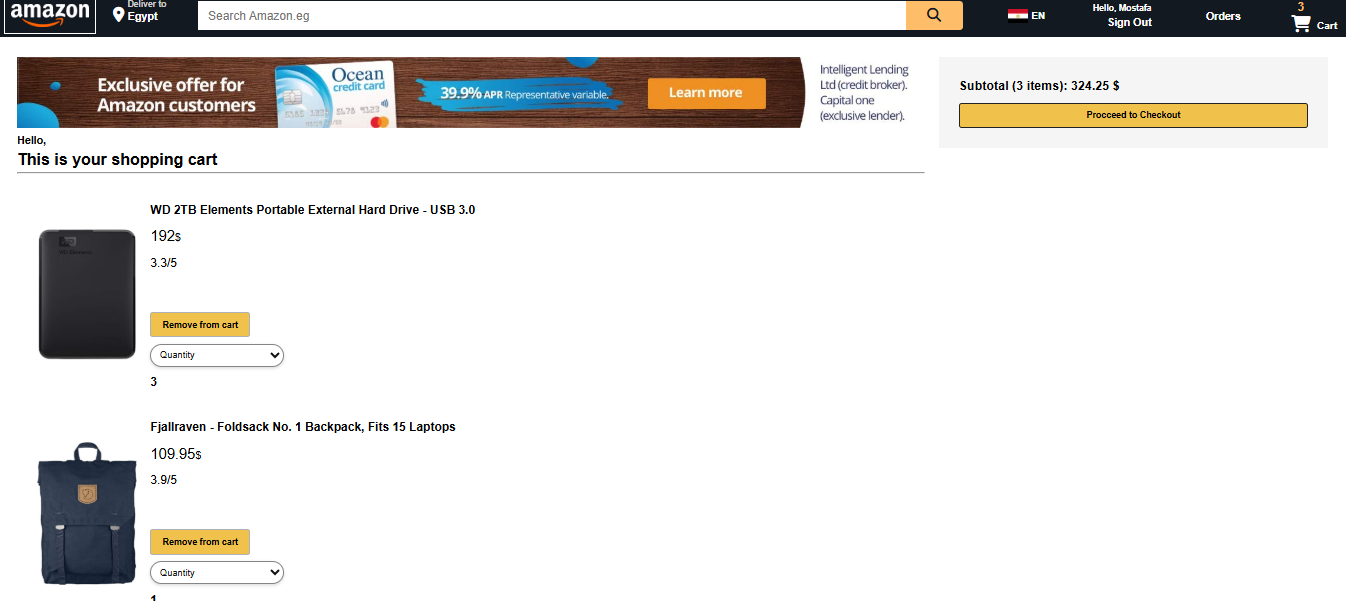 amazon
Deliver to
Egypt
Search Amazon.eg
EN
Hello, Mostafa
Sign Out
Orders
3
Cart
Exclusive offer for
Amazon customers
Ocean
credit card
39.9% APR Representative variable.
Learn more
Intelligent Lending
Ltd (credit broker).
Capital one
(exclusive lender).
Subtotal (3 items): 324.25 $
Procceed to Checkout
Hello,
This is your shopping cart
WD 2TB Elements Portable External Hard Drive - USB 3.0
192$
3.3/5
Remove from cart
Quantity
3
Fjallraven - Foldsack No. 1 Backpack, Fits 15 Laptops
109.95$
3.9/5
Remove from cart
Quantity
1